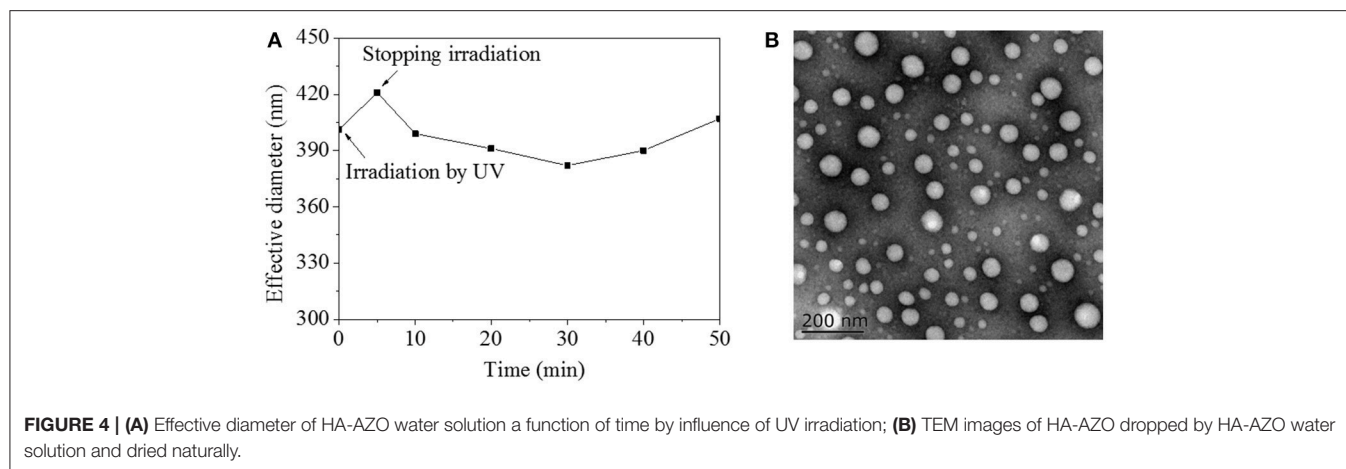 A
B
450
420
390
360
330
300
Effective diameter (nm)
Stopping irradiation
Irradiation by UV
0
10
20
30
40
50
Time (min)
200 nm
FIGURE 4 | (A) Effective diameter of HA-AZO water solution a function of time by influence of UV irradiation; (B) TEM images of HA-AZO dropped by HA-AZO water
solution and dried naturally.